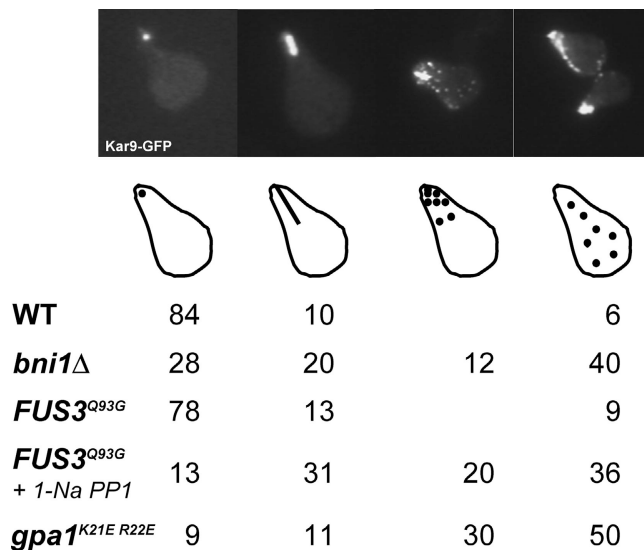 Kar9-GFP
WT 84 10 6
bni1Δ 28 20 12 40
FUS3Q93G 78 13 9
FUS3Q93G 13 31 20 36
+ 1-Na PP1
gpa1K21E R22E 9 11 30 50